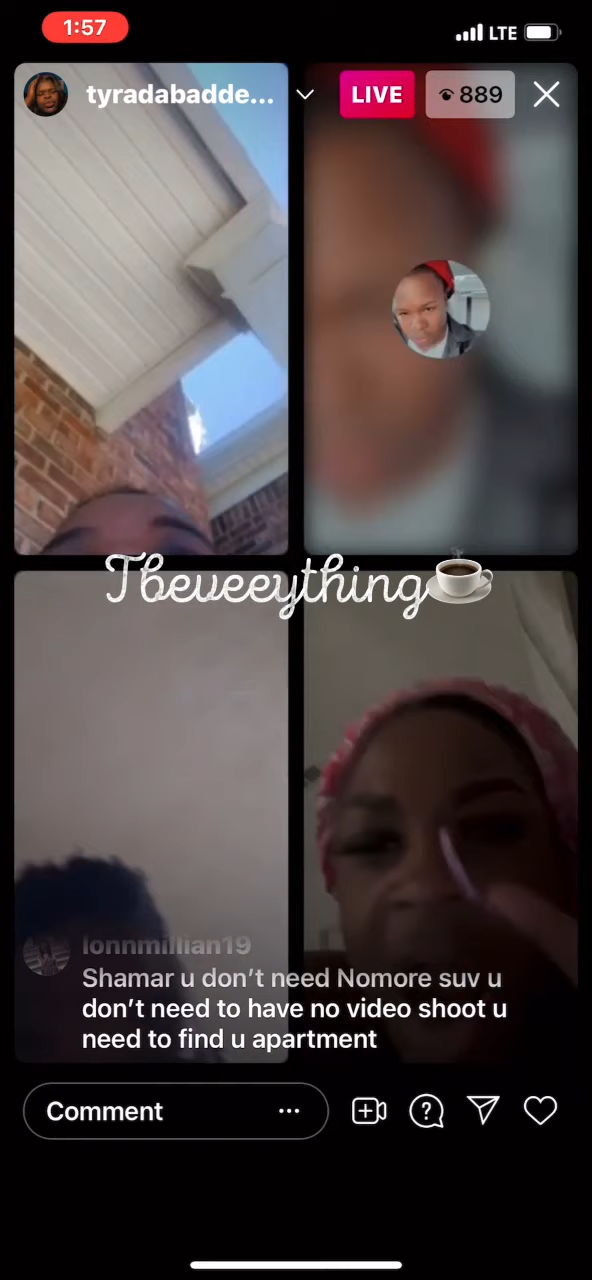 1:57
LTE
tyradabadde...
LIVE
889
Tbeveeything
lonnmillian19
Shamar u don’t need Nomore suv u
don’t need to have no video shoot u
need to find u apartment
Comment